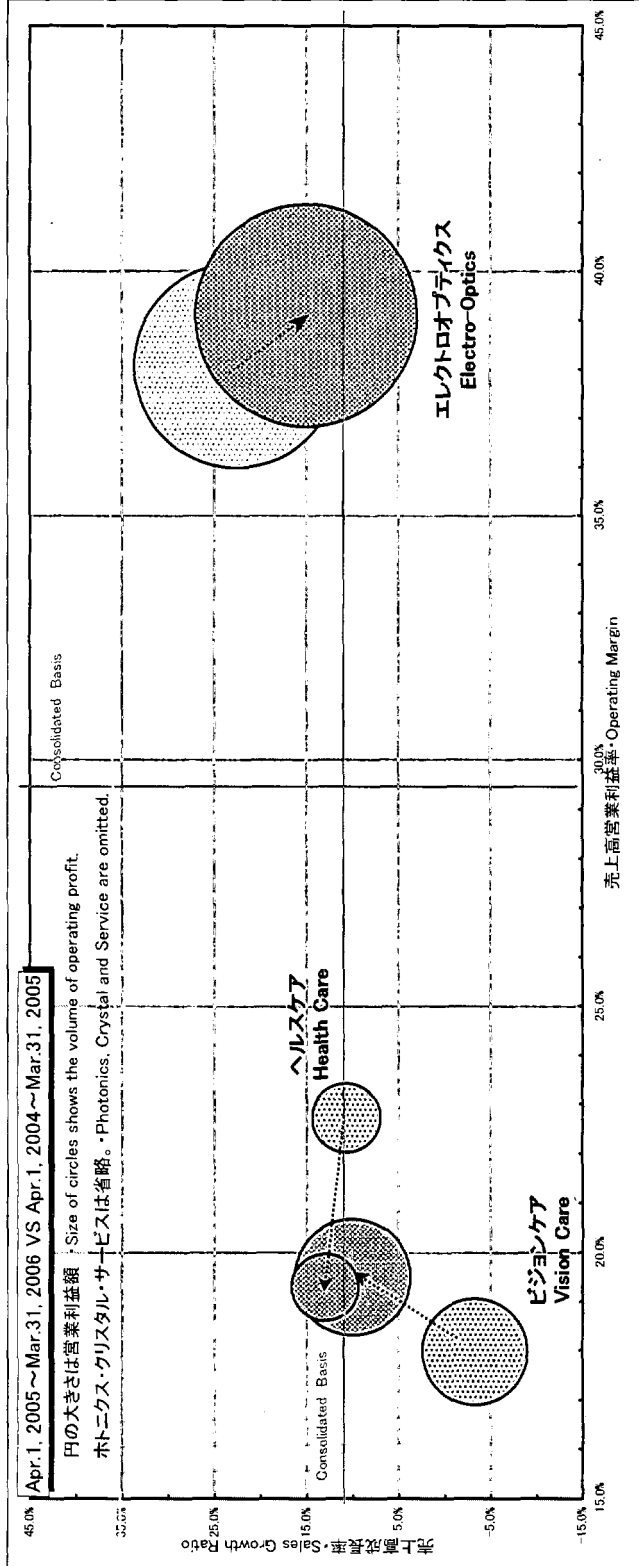 Apr.1, 2005～Mar.31, 2006 VS Apr.1, 2004～Mar.31, 2005
円の大きさは営業利益額 ・Size of circles shows the volume of operating profit.
ホトニクス・クリスタル・サービスは省略。・Photonics, Crystal and Service are omitted.
Consolidated Basis
Consolidated Basis
売上高成長率・Sales Growth Ratio
45.0%
35.0%
25.0%
15.0%
5.0%
-5.0%
-15.0%
ヘルスケア
Health Care
ビジョンケア
Vision Care
エレクトロオプティクス
Electro-Optics
15.0%
20.0%
25.0%
30.0%
35.0%
40.0%
45.0%
売上高営業利益率・Operating Margin